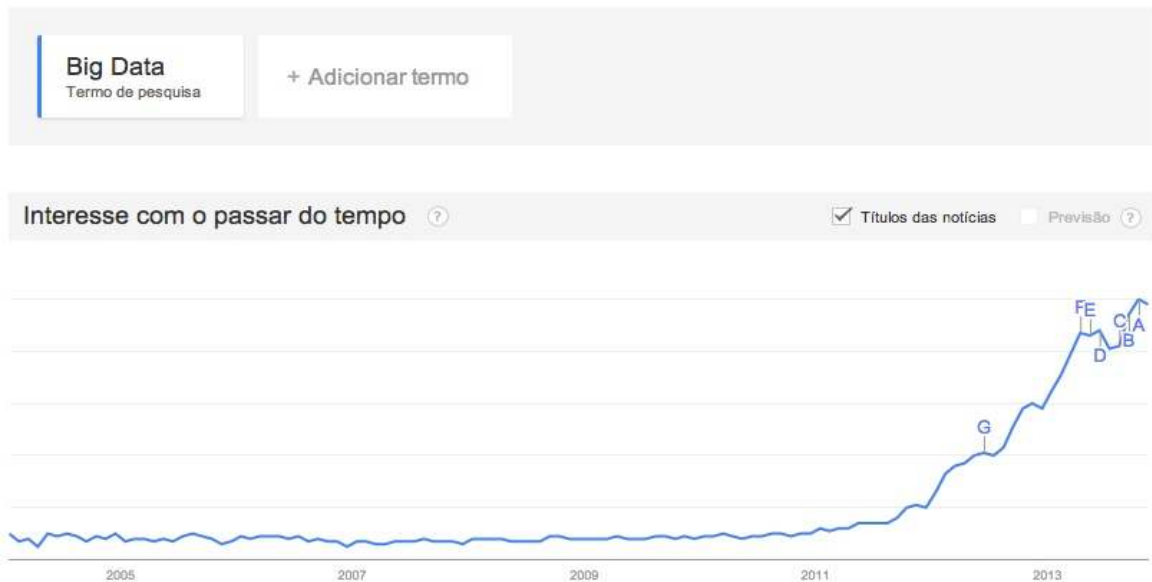 Big Data
Termo de pesquisa
+ Adicionar termo
Interesse com o passar do tempo ?
Títulos das notícias
Previsão ?
F E
D
C
B
A
G
2005 2007 2009 2011 2013